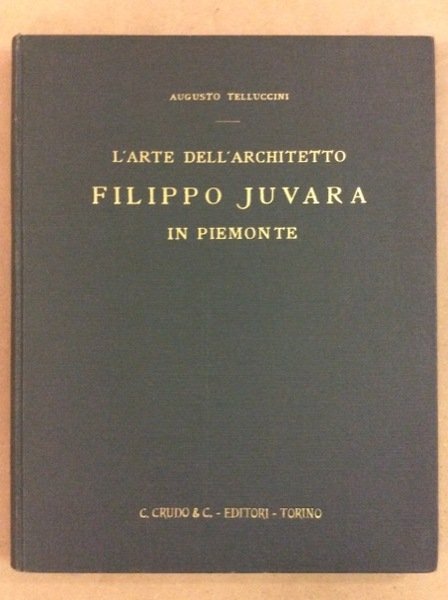 AUGUSTO TELLUCCINI
L'ARTE DELL'ARCHITETTO
FILIPPO JUVARA
IN PIEMONTE
C. CRUDO & C. - EDITORI - TORINO